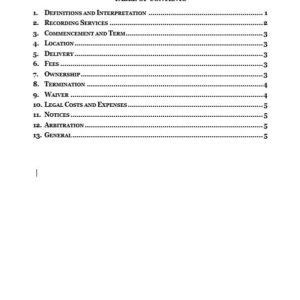 TABLE OF CONTENTS
1. DEFINITIONS AND INTERPRETATION ........ 1
2. RECORDING SERVICES ........ 2
3. COMMENCEMENT AND TERM ........ 3
4. LOCATION ........ 3
5. DELIVERY ........ 3
6. FEES ........ 3
7. OWNERSHIP ........ 3
8. TERMINATION ........ 4
9. WAIVER ........ 4
10. LEGAL COSTS AND EXPENSES ........ 5
11. NOTICES ........ 5
12. ARBITRATION ........ 5
13. GENERAL ........ 5